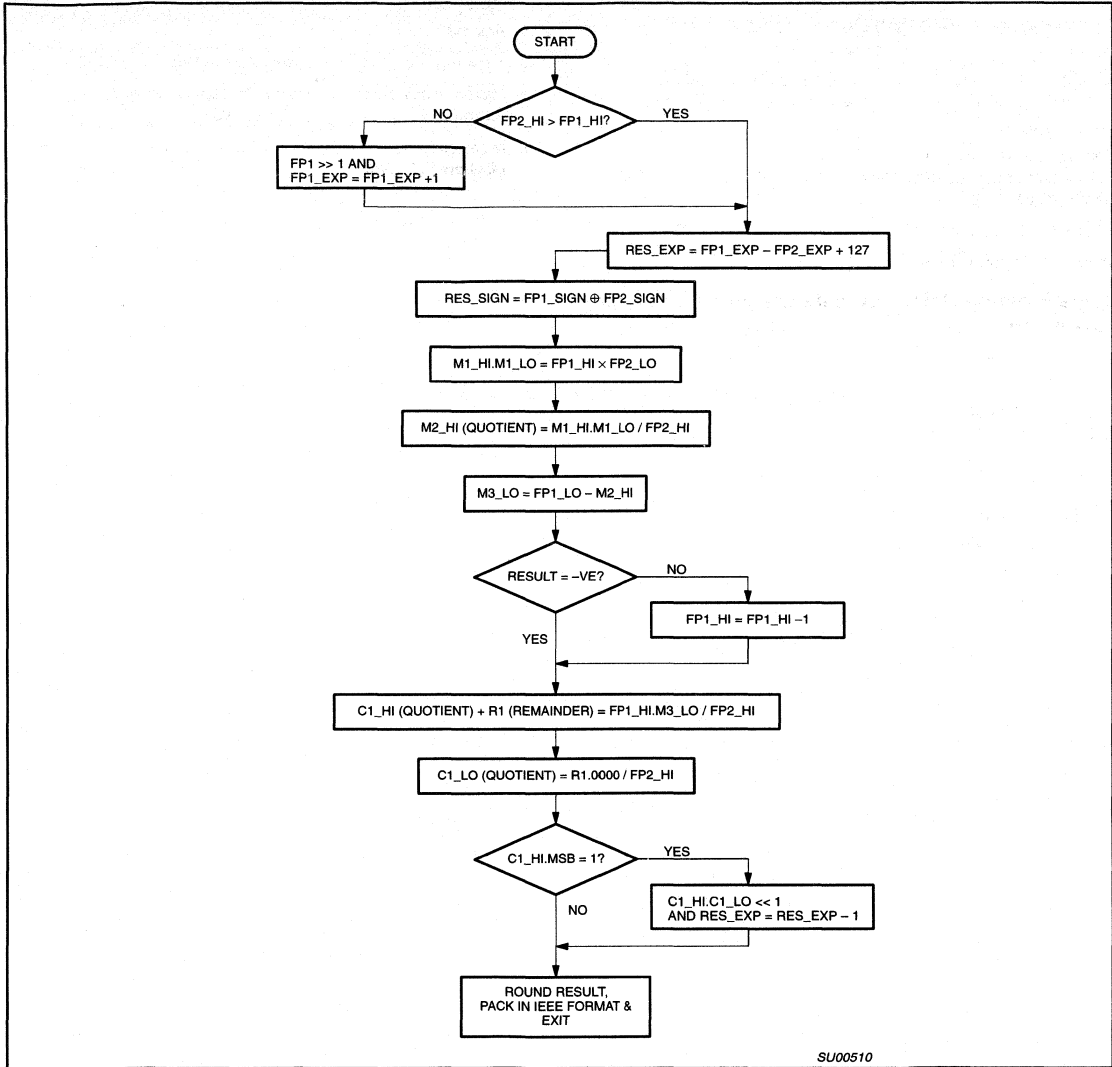 START
FP2_HI > FP1_HI?
NO
YES
FP1 >> 1 AND
FP1_EXP = FP1_EXP +1
RES_EXP = FP1_EXP – FP2_EXP + 127
RES_SIGN = FP1_SIGN ⊕ FP2_SIGN
M1_HI.M1_LO = FP1_HI × FP2_LO
M2_HI (QUOTIENT) = M1_HI.M1_LO / FP2_HI
M3_LO = FP1_LO – M2_HI
RESULT = –VE?
NO
FP1_HI = FP1_HI –1
YES
C1_HI (QUOTIENT) + R1 (REMAINDER) = FP1_HI.M3_LO / FP2_HI
C1_LO (QUOTIENT) = R1.0000 / FP2_HI
C1_HI.MSB = 1?
YES
C1_HI.C1_LO << 1
AND RES_EXP = RES_EXP – 1
NO
ROUND RESULT,
PACK IN IEEE FORMAT &
EXIT
SU00510